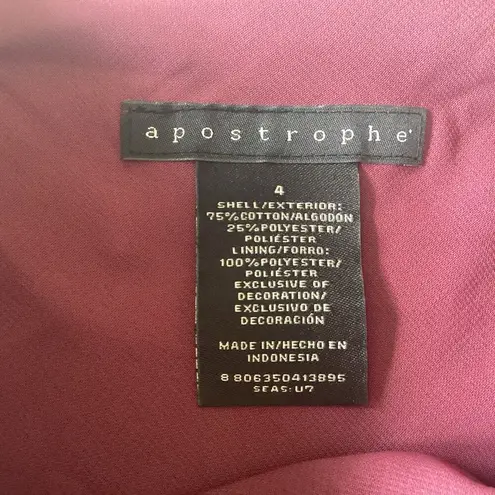 apostrophe
4
SHELL/EXTERIOR:
75%COTTON/ALGODÓN
25%POLYESTER/
POLIÉSTER
LINING/FORRO:
100%POLYESTER/
POLIÉSTER
EXCLUSIVE OF
DECORATION/
EXCLUSIVO DE
DECORACIÓN
MADE IN/HECHO EN
INDONESIA
8 806350413895
SEAS: U7